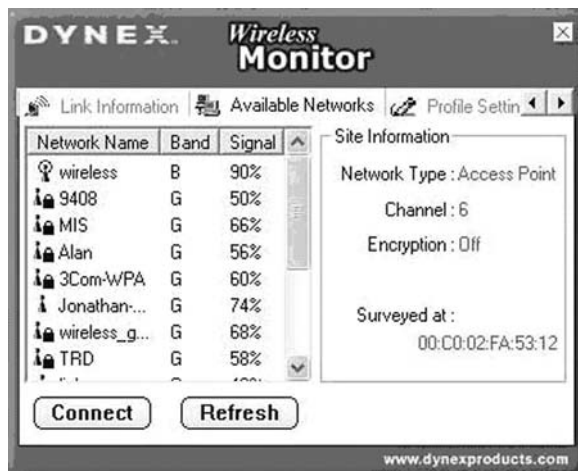 DYNEX
Wireless
Monitor
Link Information Available Networks Profile Settin
Network Name Band Signal
wireless B 90%
9408 G 50%
MIS G 66%
Alan G 56%
3Com-WPA G 60%
Jonathan-... G 74%
wireless_g... G 68%
TRD G 58%
Site Information
Network Type : Access Point
Channel : 6
Encryption : Off
Surveyed at :
00:C0:02:FA:53:12
Connect Refresh
www.dynexproducts.com